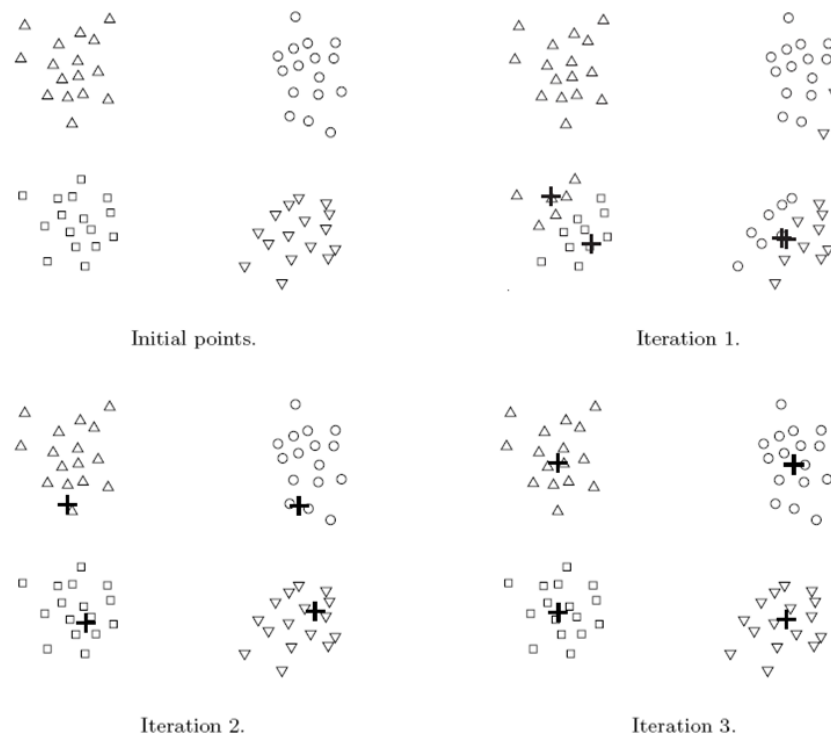 Initial points.
Iteration 1.
Iteration 2.
Iteration 3.